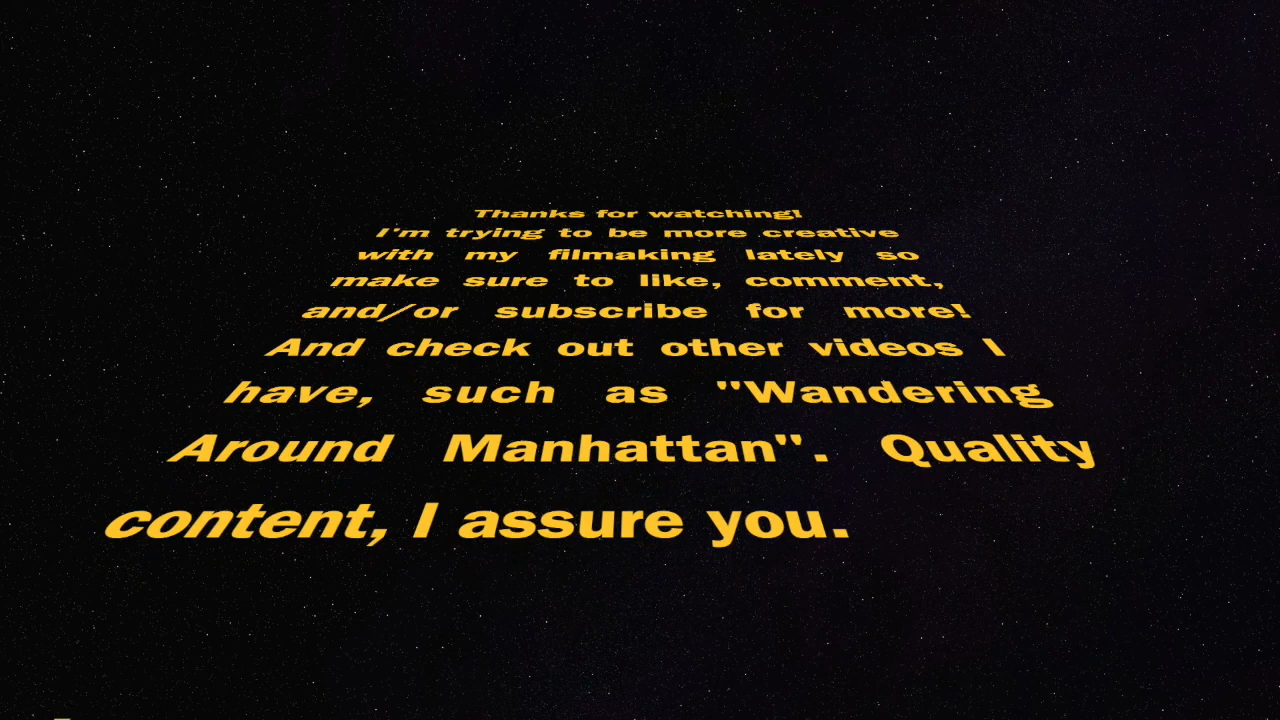 Thanks for watching!
I'm trying to be more creative
with my filmaking lately so
make sure to like, comment,
and/or subscribe for more!
And check out other videos I
have, such as "Wandering
Around Manhattan". Quality
content, I assure you.